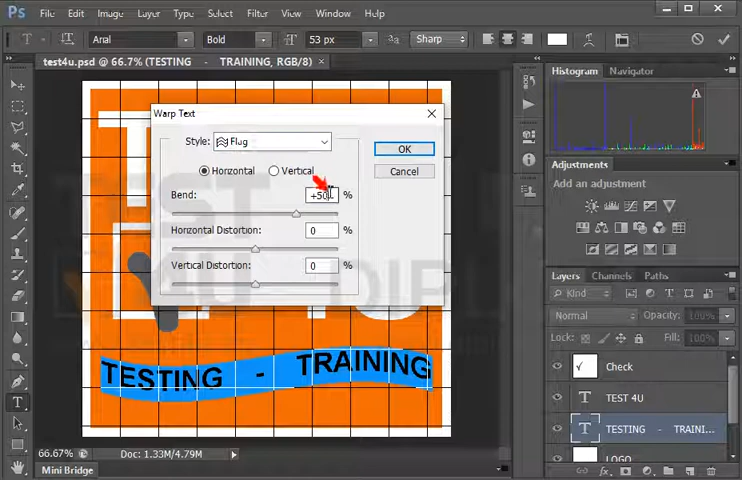 Ps File Edit Image Layer Type Select Filter View Window Help
T Arial Bold 53 px aa Sharp
test4u.psd @ 66.7% (TESTING - TRAINING, RGB/8) ×
Histogram Navigator
Warp Text
Style: Flag
OK
Horizontal Vertical
Cancel
Bend: +50 %
Horizontal Distortion: 0 %
Vertical Distortion: 0 %
Adjustments
Add an adjustment
TESTING - TRAINING
Layers Channels Paths
Kind
Normal Opacity: 100%
Lock: Fill: 100%
Check
T TEST 4U
T TESTING - TRAINI...
LOGO
66.67% Doc: 1.33M/4.79M
Mini Bridge